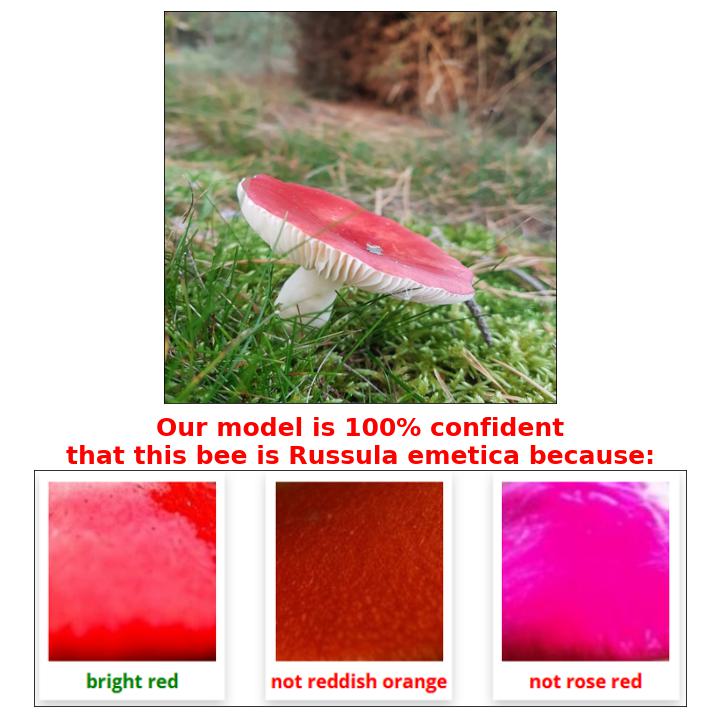 Our model is 100% confident
that this bee is Russula emetica because:
bright red
not reddish orange
not rose red